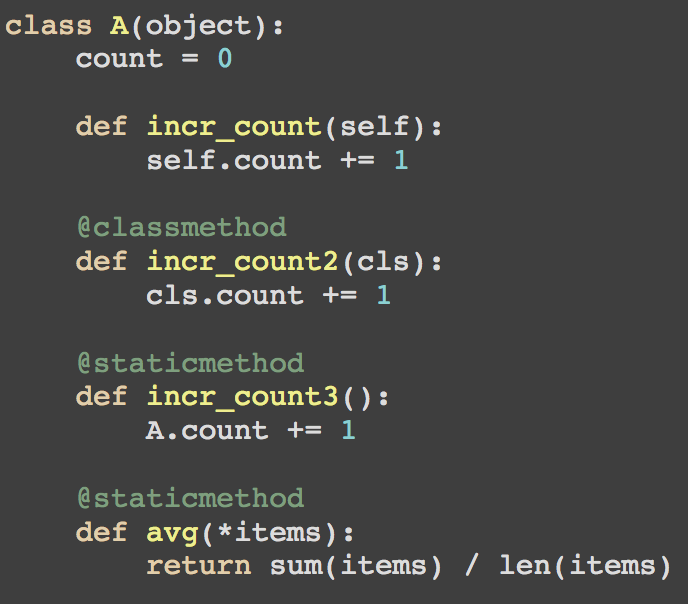 class A(object):
    count = 0

    def incr_count(self):
        self.count += 1

    @classmethod
    def incr_count2(cls):
        cls.count += 1

    @staticmethod
    def incr_count3():
        A.count += 1

    @staticmethod
    def avg(*items):
        return sum(items) / len(items)